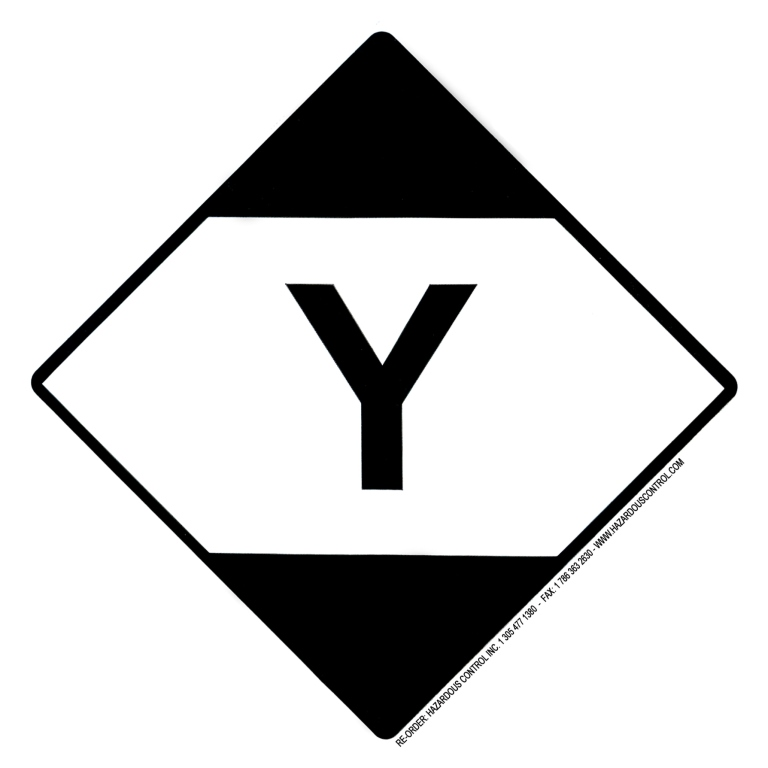 Y
RE-ORDER: HAZARDOUS CONTROL INC. 1 305 477 1380 - FAX: 1 786 363 2630 - WWW.HAZARDOUSCONTROL.COM